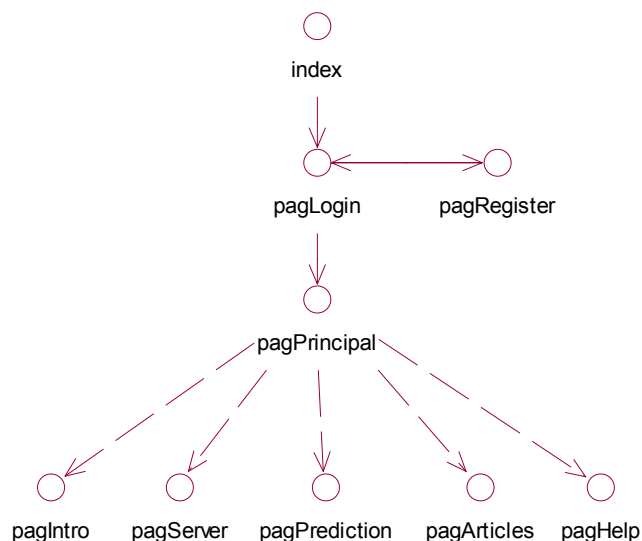 index
pagLogin
pagRegister
pagPrincipal
pagIntro
pagServer
pagPrediction
pagArticles
pagHelp